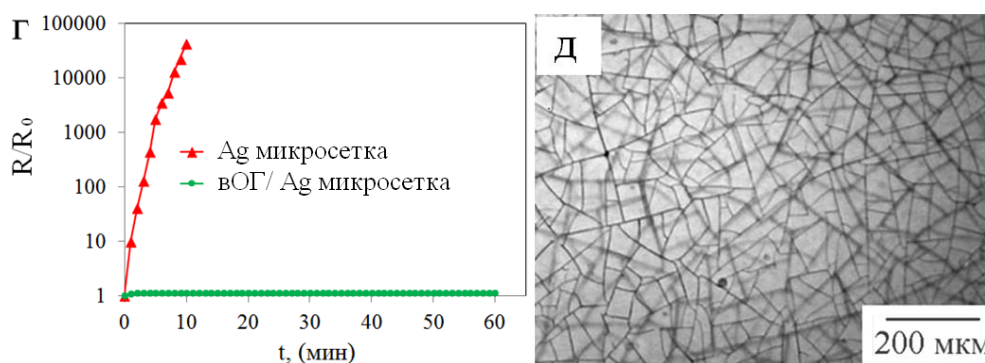 Г
100000
10000
1000
100
10
1
R/R₀
Ag микросетка
вОГ/ Ag микросетка
0 10 20 30 40 50 60
t, (мин)
Д
200 мкм